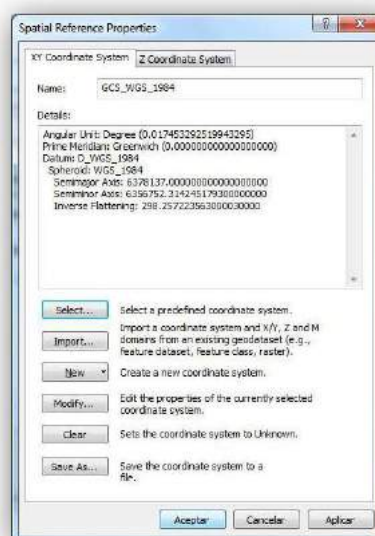 Spatial Reference Properties
XY Coordinate System
Z Coordinate System
Name: GCS_WGS_1984
Details:
Angular Unit: Degree (0.017453292519943295)
Prime Meridian: Greenwich (0.000000000000000000)
Datum: D_WGS_1984
Spheroid: WGS_1984
Semimajor Axis: 6378137.000000000000000000
Semiminor Axis: 6356752.314245179300000000
Inverse Flattening: 298.257223563000030000
Select... Select a predefined coordinate system.
Import... Import a coordinate system and X/Y, Z and M
domains from an existing geodataset (e.g.,
feature dataset, feature class, raster).
New Create a new coordinate system.
Modify... Edit the properties of the currently selected
coordinate system.
Clear Sets the coordinate system to Unknown.
Save As... Save the coordinate system to a
file.
Aceptar Cancelar Aplicar